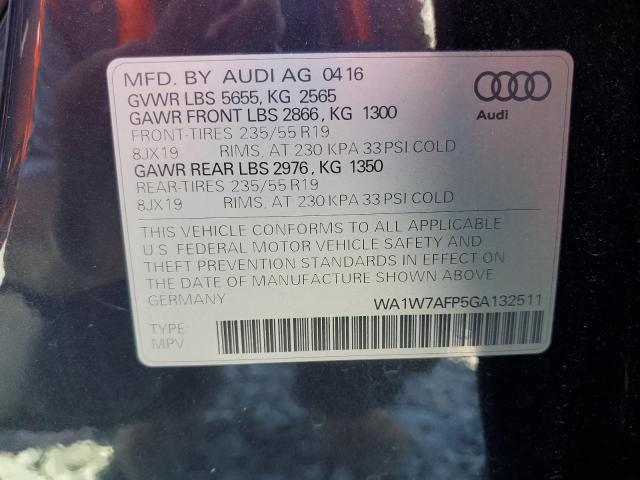 MFD. BY AUDI AG 04 16
GVWR LBS 5655, KG 2565
GAWR FRONT LBS 2866, KG 1300
FRONT-TIRES 235/55 R19
8JX19 RIMS, AT 230 KPA 33 PSI COLD
GAWR REAR LBS 2976, KG 1350
REAR-TIRES 235/55 R19
8JX19 RIMS, AT 230 KPA 33 PSI COLD
Audi
THIS VEHICLE CONFORMS TO ALL APPLICABLE
U.S. FEDERAL MOTOR VEHICLE SAFETY AND
THEFT PREVENTION STANDARDS IN EFFECT ON
THE DATE OF MANUFACTURE SHOWN ABOVE.
GERMANY WA1W7AFP5GA132511
TYPE:
MPV